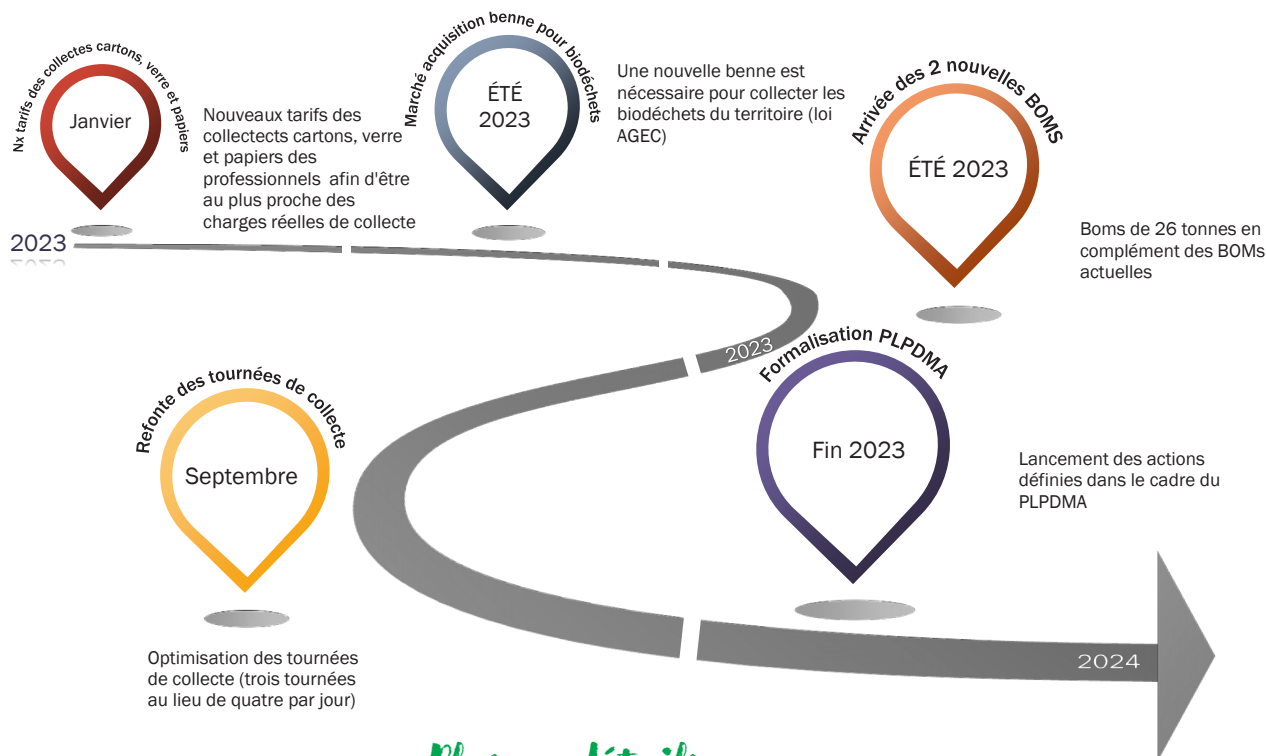 Nx tarifs des collectes cartons, verre et papiers
Janvier
Nouveaux tarifs des
collectects cartons, verre
et papiers des
professionnels afin d'être
au plus proche des
charges réelles de collecte
Marché acquisition benne pour biodéchets
ÉTÉ
2023
Une nouvelle benne est
nécessaire pour collecter les
biodéchets du territoire (loi
AGEC)
Arrivée des 2 nouvelles BOMS
ÉTÉ 2023
Boms de 26 tonnes en
complément des BOMs
actuelles
2023
2023
Refonte des tournées de collecte
Septembre
Optimisation des tournées
de collecte (trois tournées
au lieu de quatre par jour)
Formalisation PLPDMA
Fin 2023
Lancement des actions
définies dans le cadre du
PLPDMA
2024